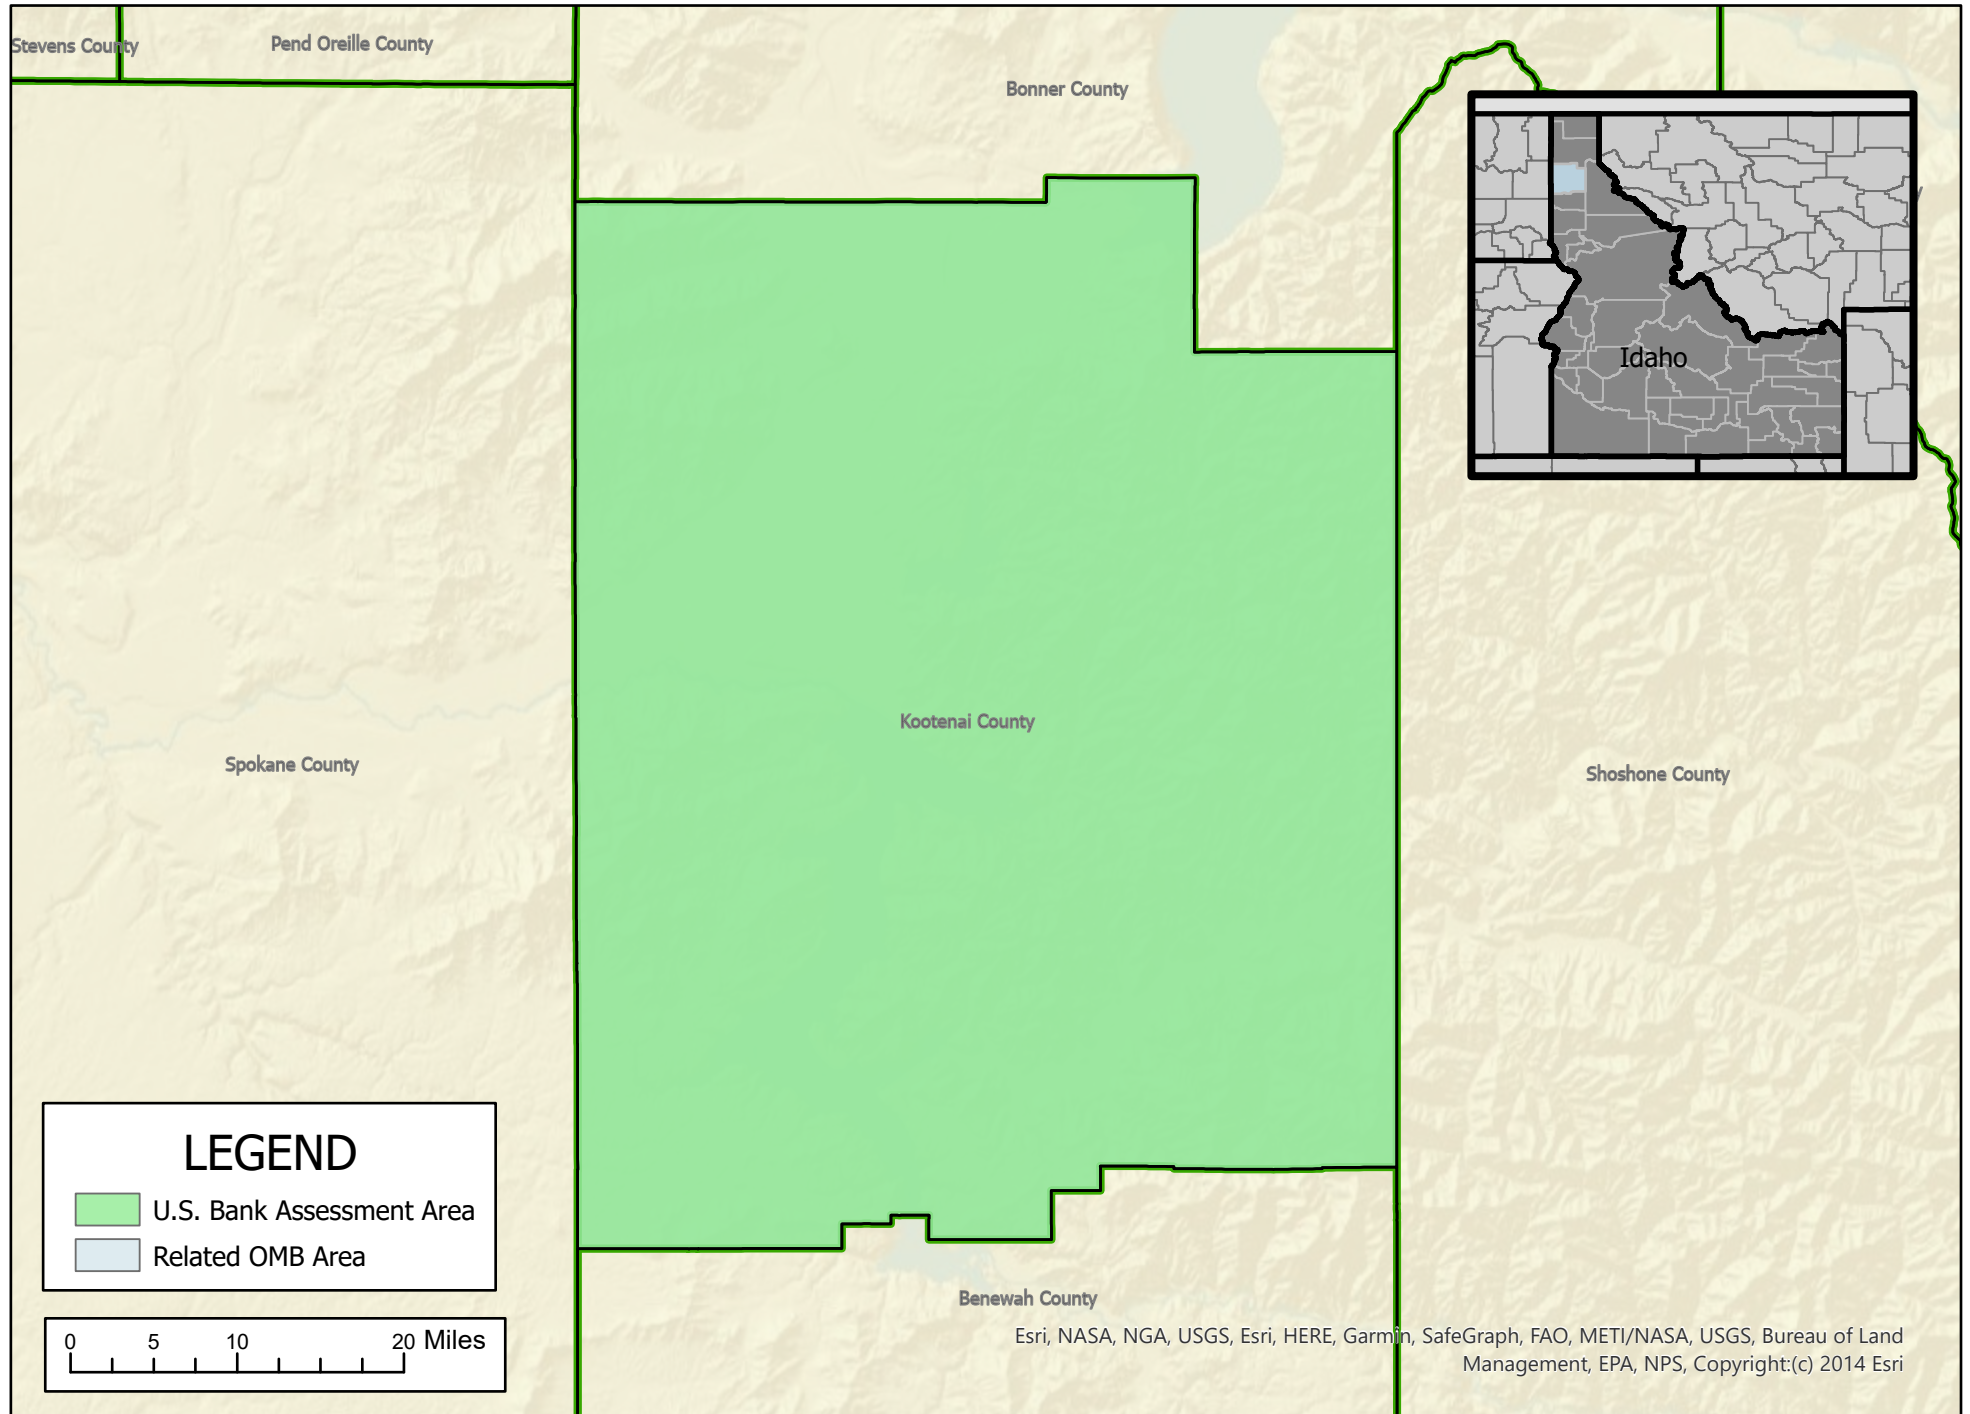 Stevens County
Pend Oreille County
Bonner County
Idaho
Kootenai County
Spokane County
Shoshone County
LEGEND
U.S. Bank Assessment Area
Related OMB Area
Benewah County
0 5 10 20 Miles
Esri, NASA, NGA, USGS, Esri, HERE, Garmin, SafeGraph, FAO, METI/NASA, USGS, Bureau of Land
Management, EPA, NPS, Copyright:(c) 2014 Esri